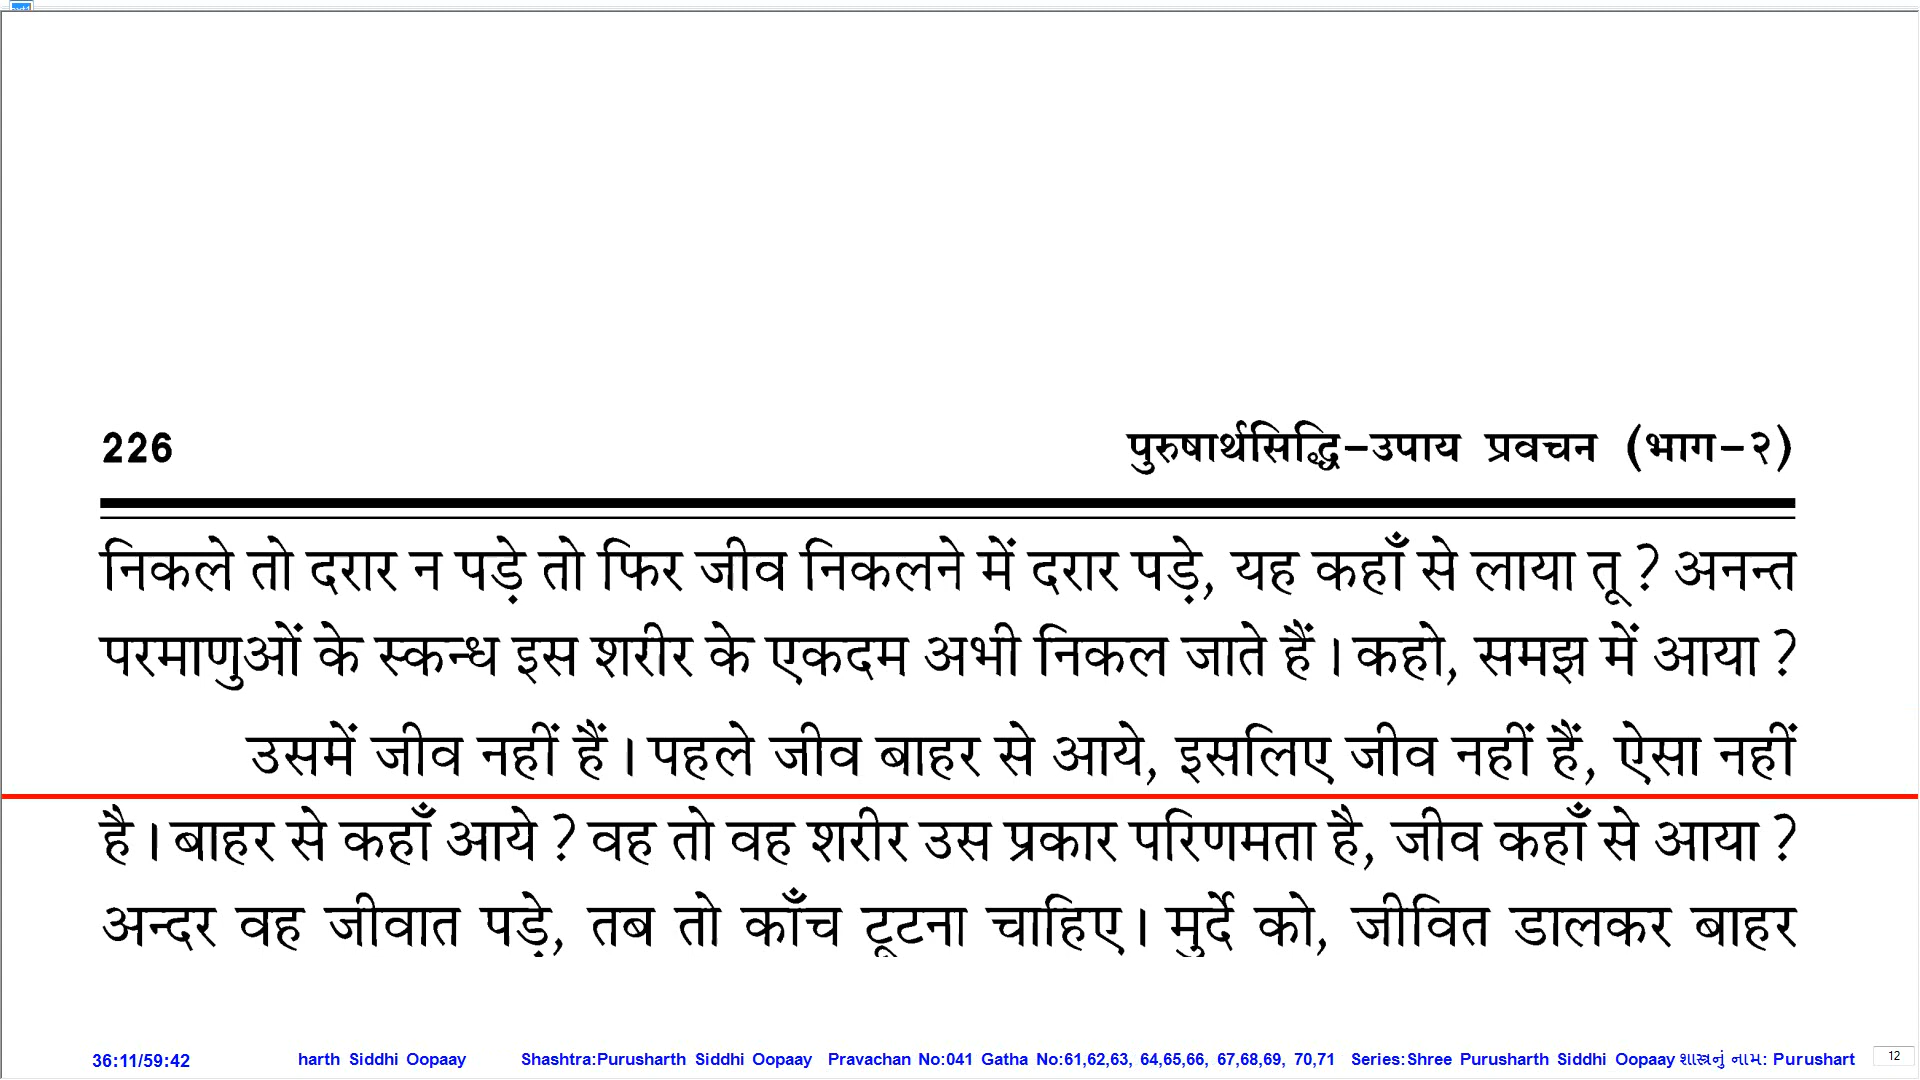 226 पुरुषार्थसिद्धि-उपाय प्रवचन (भाग-२)
निकले तो दरार न पड़े तो फिर जीव निकलने में दरार पड़े, यह कहाँ से लाया तू ? अनन्त
परमाणुओं के स्कन्ध इस शरीर के एकदम अभी निकल जाते हैं। कहो, समझ में आया ?
उसमें जीव नहीं हैं। पहले जीव बाहर से आये, इसलिए जीव नहीं हैं, ऐसा नहीं
है। बाहर से कहाँ आये ? वह तो वह शरीर उस प्रकार परिणमता है, जीव कहाँ से आया ?
अन्दर वह जीवात पड़े, तब तो काँच टूटना चाहिए। मुर्दे को, जीवित डालकर बाहर
36:11/59:42 harth Siddhi Oopaay Shashtra:Purusharth Siddhi Oopaay Pravachan No:041 Gatha No:61,62,63, 64,65,66, 67,68,69, 70,71 Series:Shree Purusharth Siddhi Oopaay શાસ્ત્રનું નામ: Purushart 12